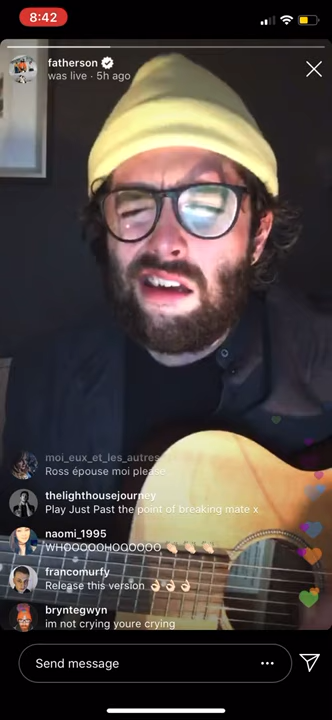 8:42
fatherson
was live · 5h ago
moi_eux_et_les_autres
Ross épouse moi please
thelighthousejourney
Play Just Past the point of breaking mate x
naomi_1995
WHOOOOHOOOOOO 👏🏻 👏🏻 👏🏻
francomurfy
Release this version 👌🏻👌🏻👌🏻
bryntegwyn
im not crying youre crying
Send message